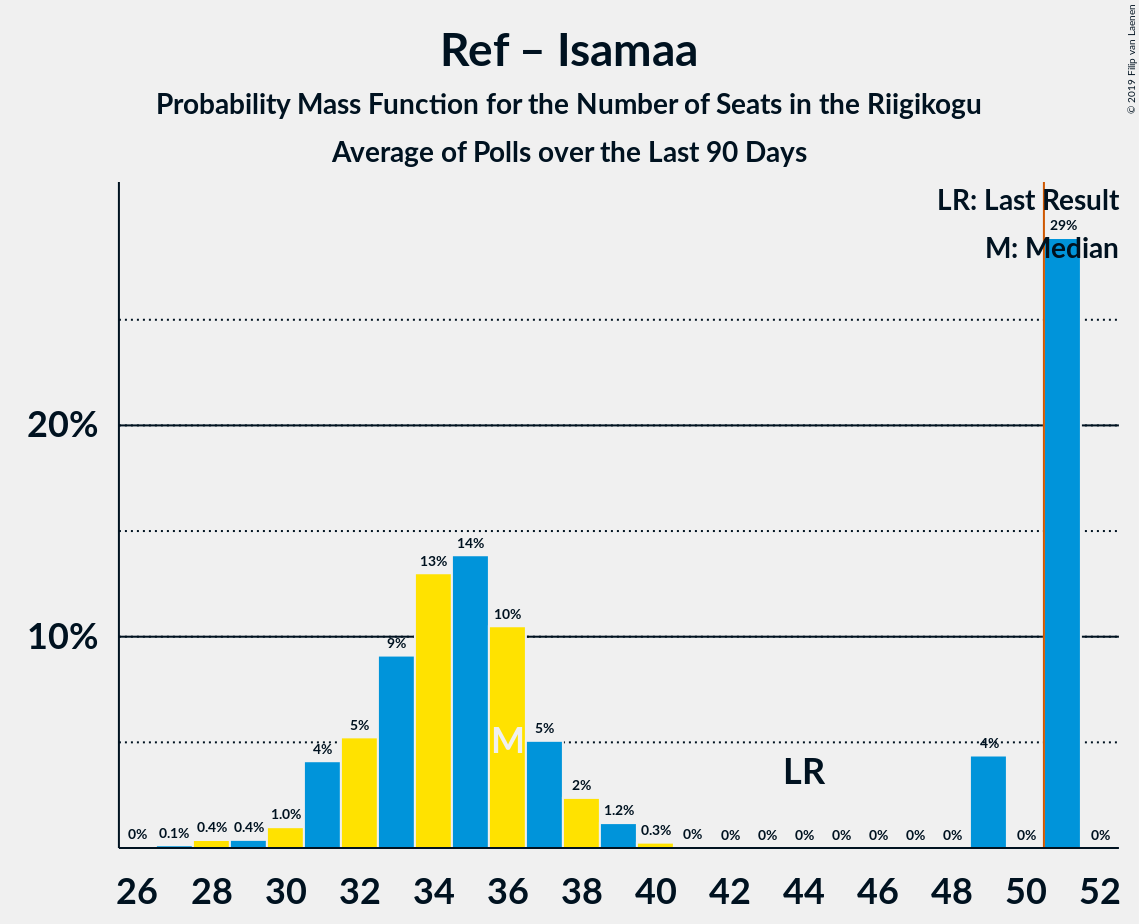 © 2019 Filip van Laenen
Ref – Isamaa
Probability Mass Function for the Number of Seats in the Riigikogu
Average of Polls over the Last 90 Days
LR: Last Result
29%
M: Median
20%
14%
13%
10%
10%
9%
5%
M
5%
4%
LR
4%
2%
1.2%
1.0%
0% 0.1% 0.4% 0.4% 0.3% 0% 0% 0% 0% 0% 0% 0% 0% 0% 0%
26 28 30 32 34 36 38 40 42 44 46 48 50 52